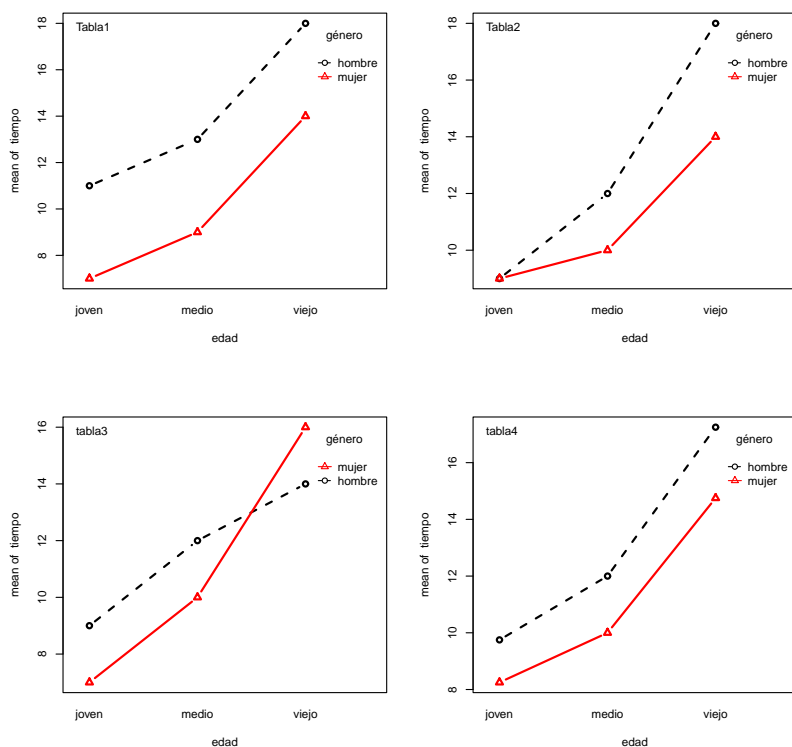 Tabla1
género
hombre
mujer
mean of tiempo
18
16
14
12
10
8
joven medio viejo
edad
Tabla2
género
hombre
mujer
mean of tiempo
18
16
14
12
10
joven medio viejo
edad
tabla3
género
mujer
hombre
mean of tiempo
16
14
12
10
8
joven medio viejo
edad
tabla4
género
hombre
mujer
mean of tiempo
16
14
12
10
8
joven medio viejo
edad